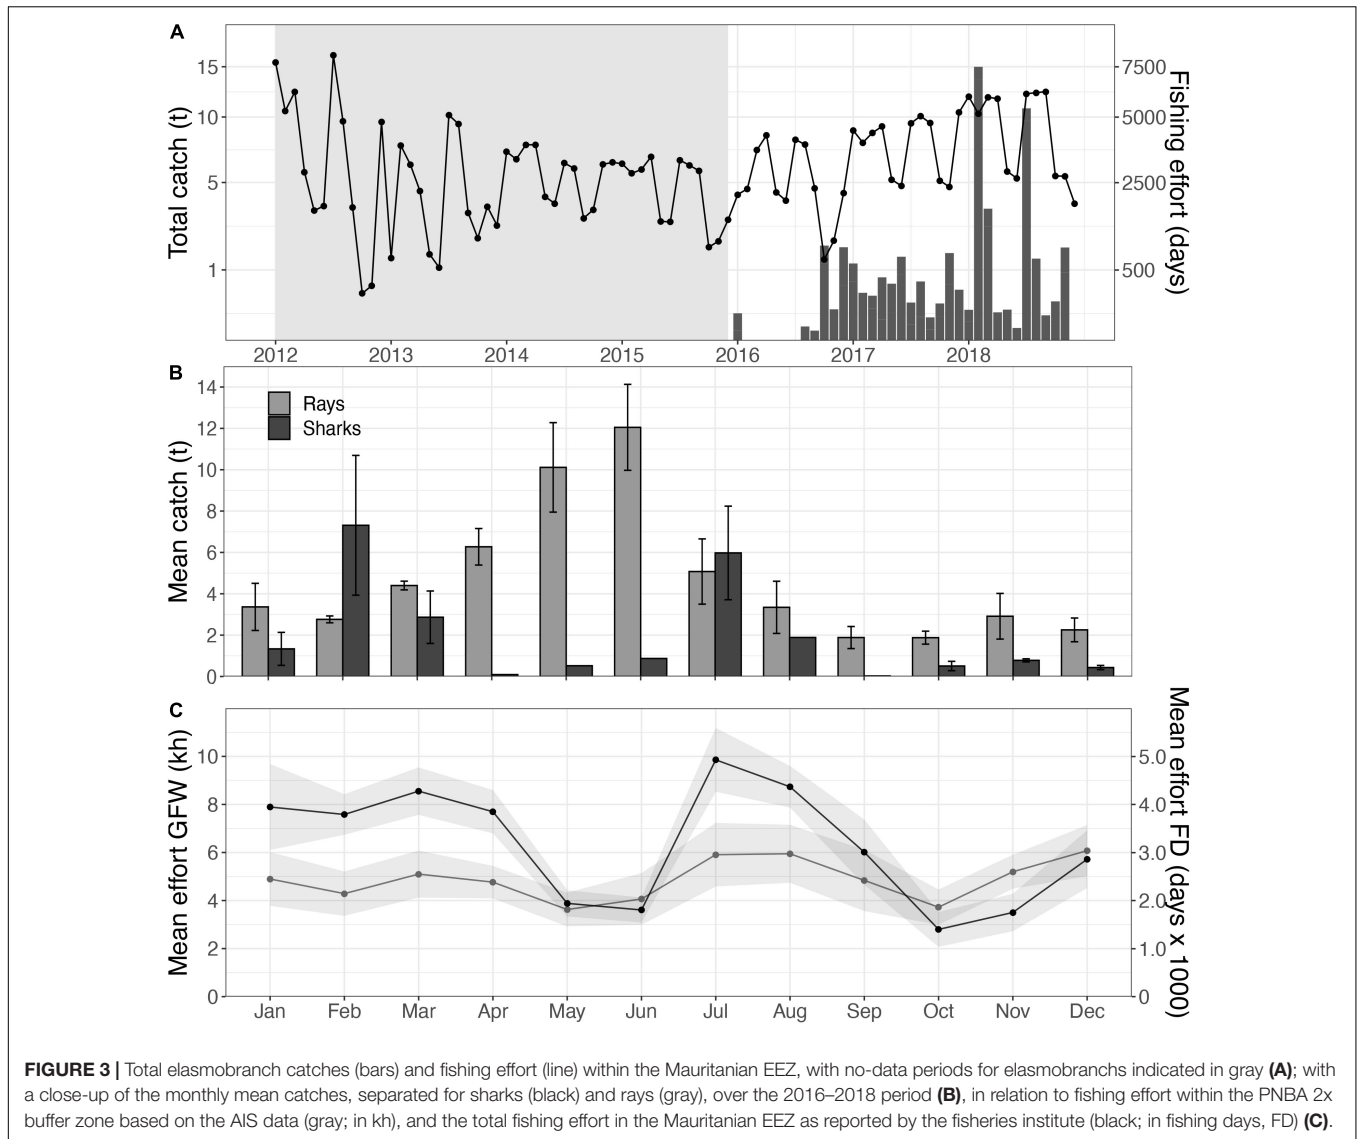 A
Total catch (t)
15
10
5
1
7500
5000
2500
500
Fishing effort (days)
2012 2013 2014 2015 2016 2017 2018
B
Mean catch (t)
14
12
10
8
6
4
2
0
Rays
Sharks
C
Mean effort GFW (kh)
10
8
6
4
2
0
5.0
4.0
3.0
2.0
1.0
0
Mean effort FD (days x 1000)
Jan Feb Mar Apr May Jun Jul Aug Sep Oct Nov Dec
FIGURE 3 | Total elasmobranch catches (bars) and fishing effort (line) within the Mauritanian EEZ, with no-data periods for elasmobranchs indicated in gray (A); with
a close-up of the monthly mean catches, separated for sharks (black) and rays (gray), over the 2016–2018 period (B), in relation to fishing effort within the PNBA 2x
buffer zone based on the AIS data (gray; in kh), and the total fishing effort in the Mauritanian EEZ as reported by the fisheries institute (black; in fishing days, FD) (C).